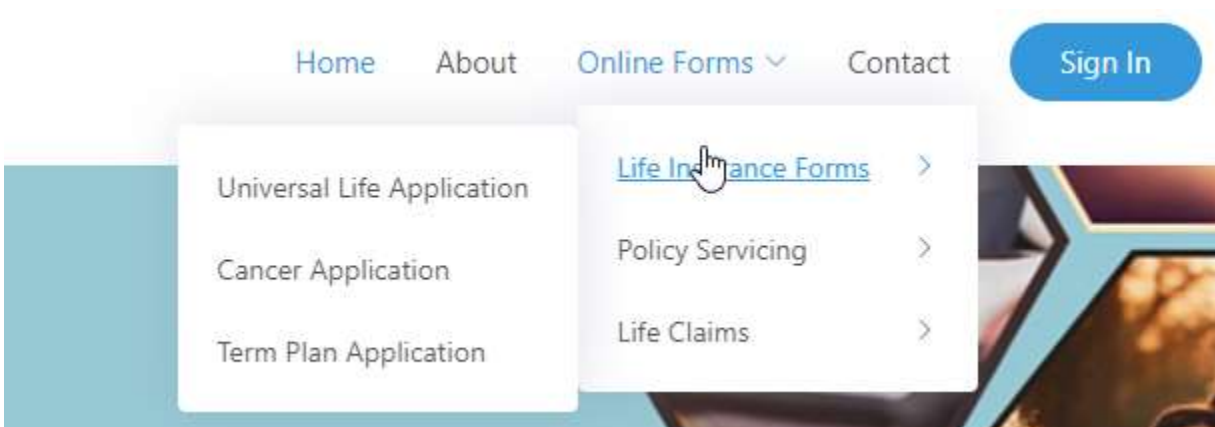 Home About Online Forms Contact Sign In
Universal Life Application
Cancer Application
Term Plan Application
Life Insurance Forms
Policy Servicing
Life Claims